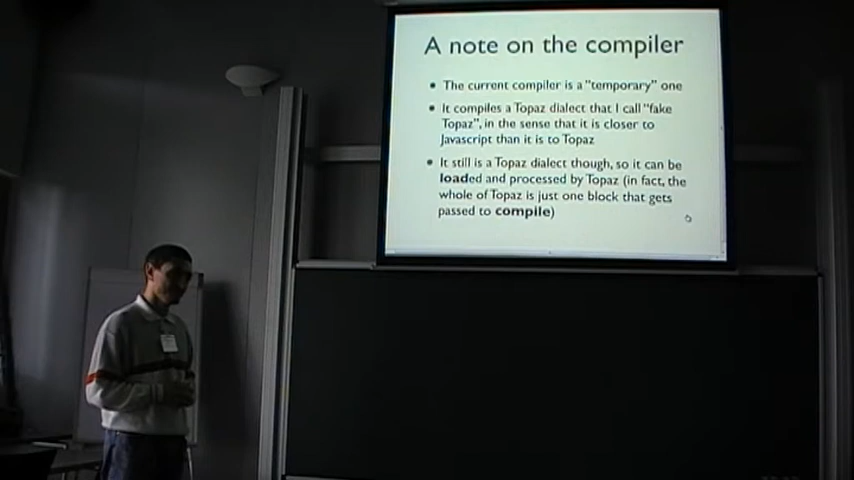 A note on the compiler
• The current compiler is a "temporary" one
• It compiles a Topaz dialect that I call "fake
Topaz", in the sense that it is closer to
Javascript than it is to Topaz
• It still is a Topaz dialect though, so it can be
loaded and processed by Topaz (in fact, the
whole of Topaz is just one block that gets
passed to compile)